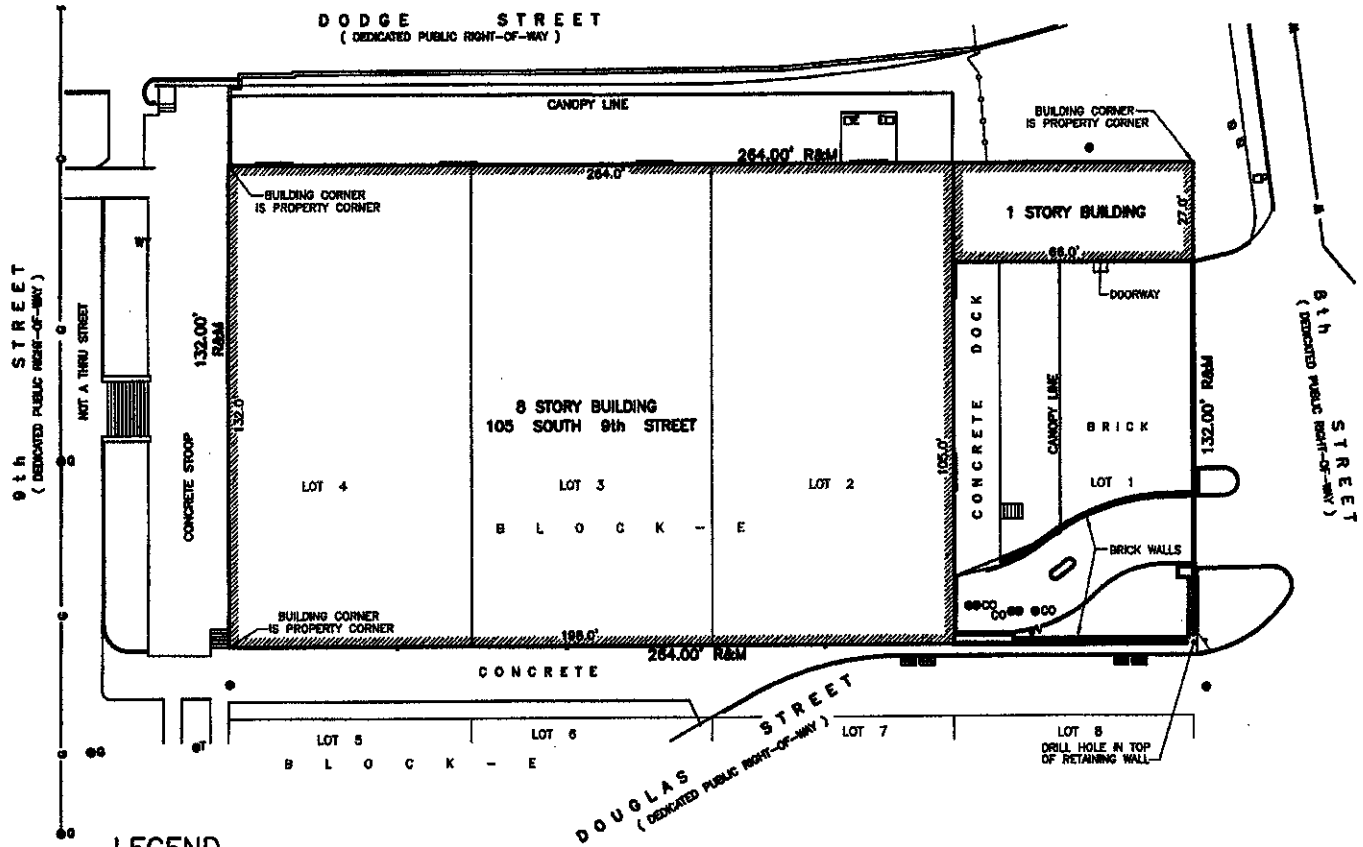 DODGE STREET
( DEDICATED PUBLIC RIGHT-OF-WAY )
CANOPY LINE
BUILDING CORNER
IS PROPERTY CORNER
264.00' R&M
264.0'
BUILDING CORNER
IS PROPERTY CORNER
1 STORY BUILDING
27.0'
66.0'
DOORWAY
9th STREET
( DEDICATED PUBLIC RIGHT-OF-WAY )
NOT A THRU STREET
WV
CONCRETE STOOP
132.00'
R&M
132.0'
8 STORY BUILDING
105 SOUTH 9th STREET
105.0'
CONCRETE DOCK
CANOPY LINE
BRICK
132.00' R&M
8th STREET
( DEDICATED PUBLIC RIGHT-OF-WAY )
LOT 4
LOT 3
LOT 2
LOT 1
BLOCK-E
BRICK WALLS
CO
CO
CO
BUILDING CORNER
IS PROPERTY CORNER
198.0'
264.00' R&M
CONCRETE
LOT 5
LOT 6
LOT 7
LOT 8
BLOCK-E
DRILL HOLE IN TOP
OF RETAINING WALL
DOUGLAS STREET
( DEDICATED PUBLIC RIGHT-OF-WAY )
G
G
G
G
G
T
G
LEGEND